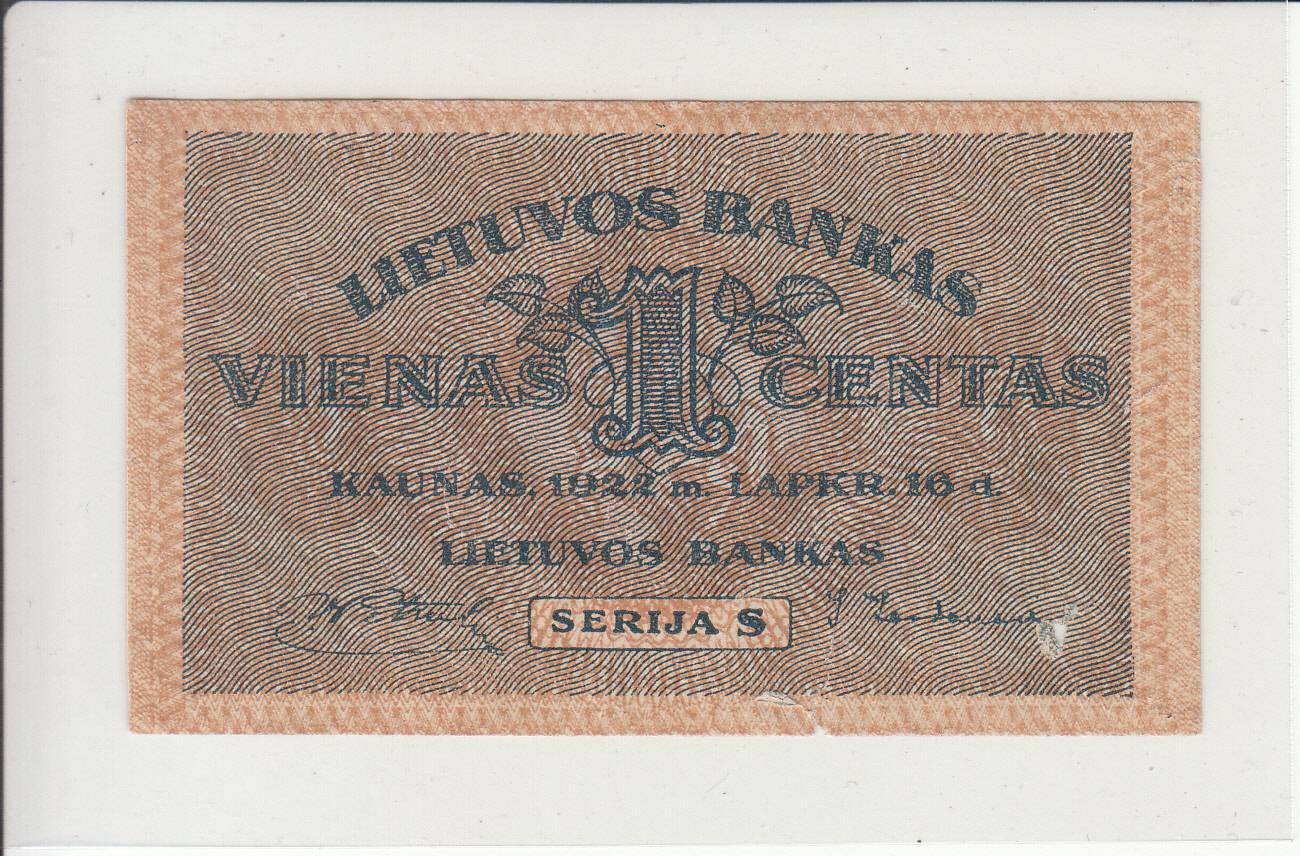 LIETUVOS BANKAS
VIENAS 1 CENTAS
KAUNAS, 1922 m. LAPKR. 16 d.
LIETUVOS BANKAS
SERIJA S